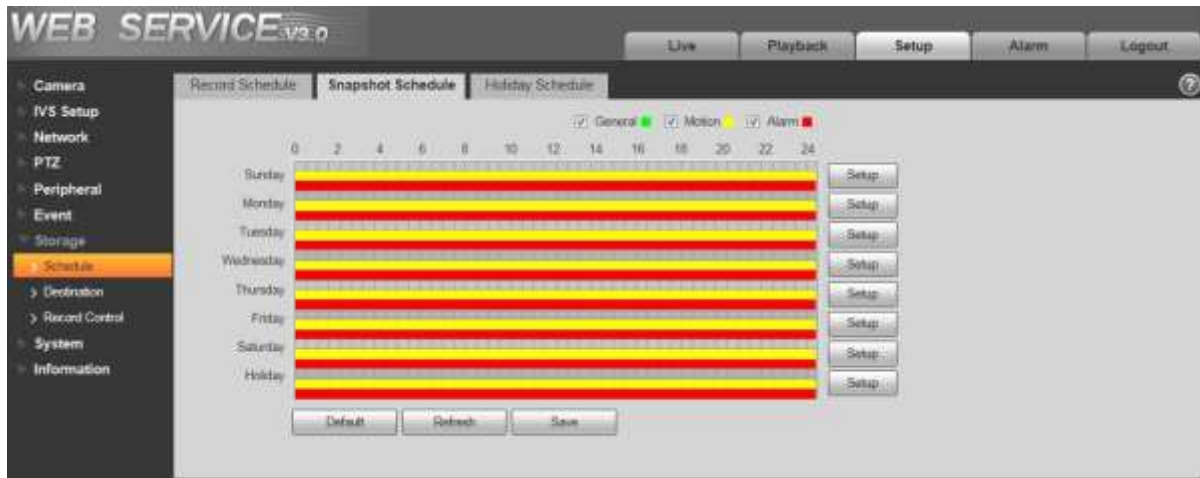 WEB SERVICE V3.0
Live Playback Setup Alarm Logout
Camera
IVS Setup
Network
PTZ
Peripheral
Event
Storage
Schedule
Destination
Record Control
System
Information
Record Schedule Snapshot Schedule Holiday Schedule
General Motion Alarm
0 2 4 6 8 10 12 14 16 18 20 22 24
Sunday Setup
Monday Setup
Tuesday Setup
Wednesday Setup
Thursday Setup
Friday Setup
Saturday Setup
Holiday Setup
Default Refresh Save